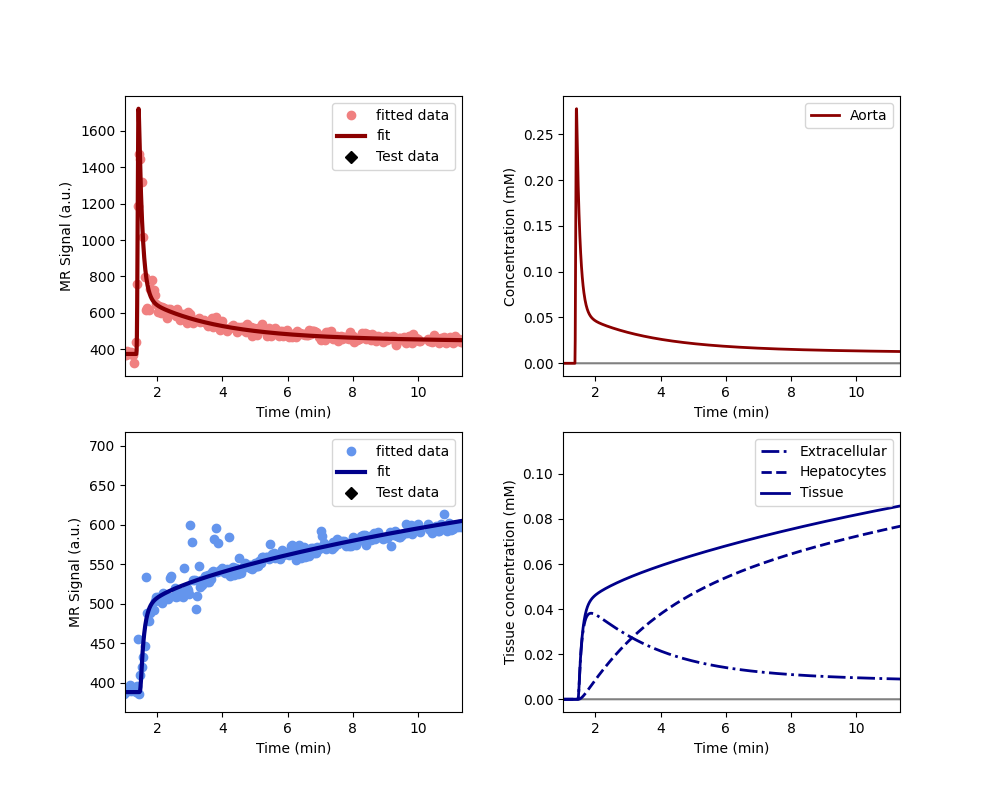 MR Signal (a.u.)
1600
1400
1200
1000
800
600
400
2 4 6 8 10
Time (min)
fitted data
fit
Test data
Concentration (mM)
0.25
0.20
0.15
0.10
0.05
0.00
2 4 6 8 10
Time (min)
Aorta
MR Signal (a.u.)
700
650
600
550
500
450
400
2 4 6 8 10
Time (min)
fitted data
fit
Test data
Tissue concentration (mM)
0.10
0.08
0.06
0.04
0.02
0.00
2 4 6 8 10
Time (min)
Extracellular
Hepatocytes
Tissue